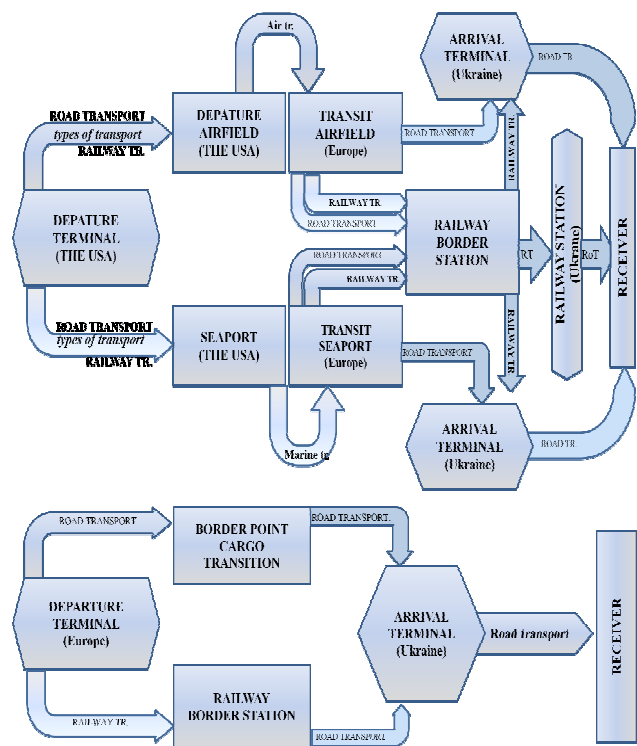 Air tr.
ARRIVAL
TERMINAL
(Ukraine)
ROAD TR
ROAD TRANSPORT
types of transport
RAILWAY TR.
DEPATURE
AIRFIELD
(THE USA)
TRANSIT
AIRFIELD
(Europe)
ROAD TRANSPORT
RAILWAY TR.
RAILWAY TR.
ROAD TRANSPORT
DEPATURE
TERMINAL
(THE USA)
RAILWAY
BORDER
STATION
RT
RAILWAY STATION
(Ukrane)
RoT
RECEIVER
ROAD TRANSPORT
RAILWAY TR.
ROAD TRANSPORT
types of transport
RAILWAY TR.
SEAPORT
(THE USA)
TRANSIT
SEAPORT
(Europe)
ROAD TRANSPORT
RAILWAY TR.
Marine tr.
ARRIVAL
TERMINAL
(Ukraine)
ROAD TR.
ROAD TRANSPORT
BORDER POINT
CARGO
TRANSITION
ROAD TRANSPORT.
DEPARTURE
TERMINAL
(Europe)
ARRIVAL
TERMINAL
(Ukraine)
Road transport
RECEIVER
RAILWAY TR.
RAILWAY
BORDER STATION
ROAD TRANSPORT